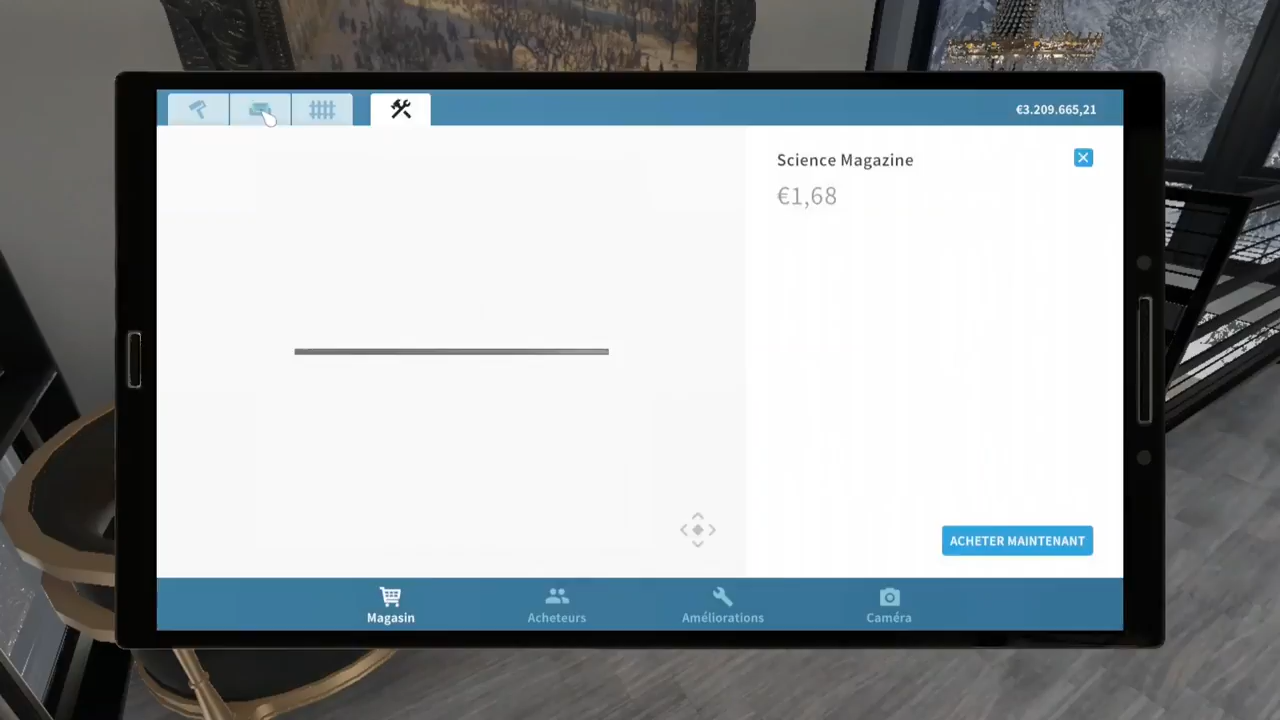 €3.209.665,21
Science Magazine
€1,68
ACHETER MAINTENANT
Magasin
Acheteurs
Améliorations
Caméra